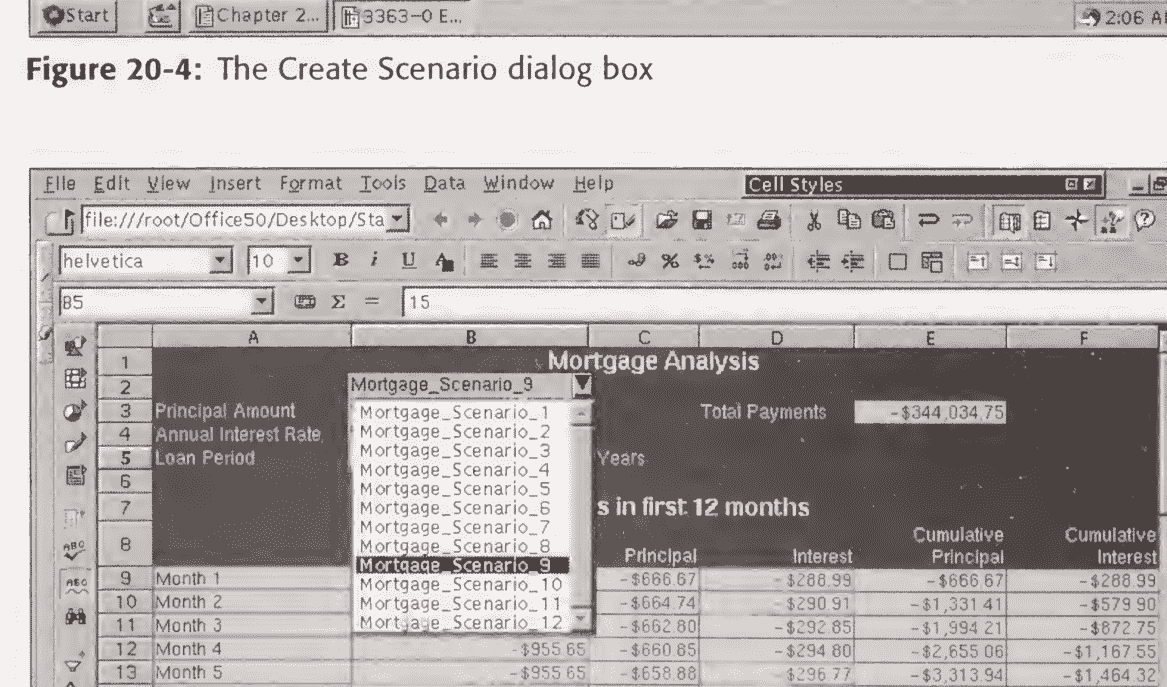 Start Chapter 2... 3363-0 E... 2:06 A
Figure 20-4: The Create Scenario dialog box
File Edit View Insert Format Tools Data Window Help Cell Styles
file:///root/Office50/Desktop/Sta
helvetica 10 B i U A
B5 Σ = 15
A B C D E F
1 Mortgage Analysis
2 Mortgage_Scenario_9
3 Principal Amount Mortgage_Scenario_1 Total Payments -$344,034.75
4 Annual Interest Rate Mortgage_Scenario_2
Mortgage_Scenario_3
5 Loan Period Years
Mortgage_Scenario_4
6 Mortgage_Scenario_5
Mortgage_Scenario_6
7 s in first 12 months
Mortgage_Scenario_7
8 Mortgage_Scenario_8 Cumulative Cumulative
Mortgage_Scenario_9 Principal Interest Principal Interest
9 Month 1 Mortgage_Scenario_10 -$666.67 -$288.99 -$666.67 -$288.99
10 Month 2 Mortgage_Scenario_11 -$664.74 -$290.91 -$1,331.41 -$579.90
11 Month 3 Mortgage_Scenario_12 -$662.80 -$292.85 -$1,994.21 -$872.75
12 Month 4 -$955.65 -$660.85 -$294.80 -$2,655.06 -$1,167.55
13 Month 5 -$955.65 -$658.88 $296.77 -$3,313.94 -$1,464.32